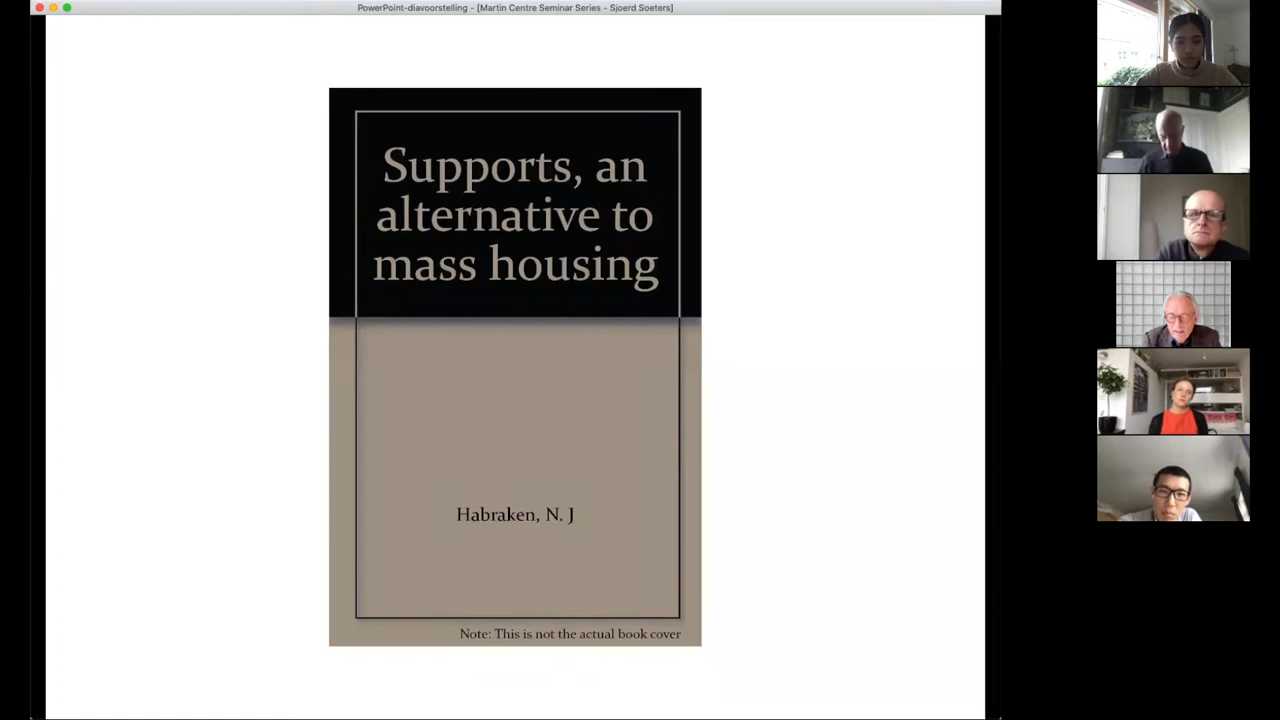 PowerPoint-diavoorstelling - [Martin Centre Seminar Series - Sjoerd Soeters]
Supports, an
alternative to
mass housing
Habraken, N. J
Note: This is not the actual book cover